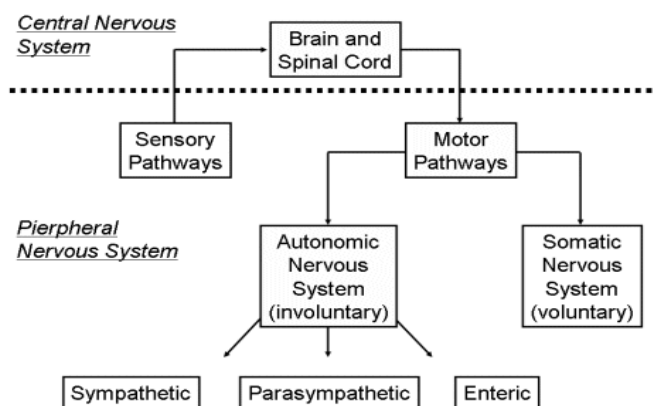 Central Nervous
System
Brain and
Spinal Cord
Sensory
Pathways
Motor
Pathways
Pierpheral
Nervous System
Autonomic
Nervous
System
(involuntary)
Somatic
Nervous
System
(voluntary)
Sympathetic
Parasympathetic
Enteric